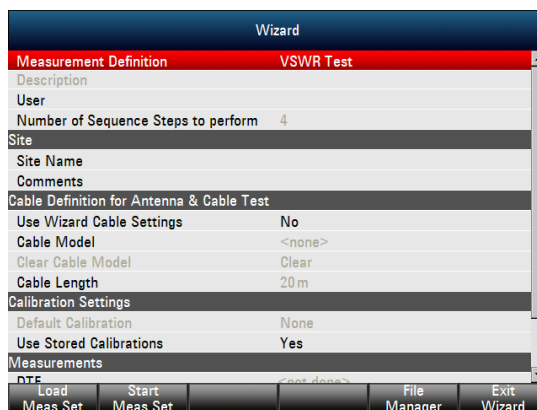 Wizard
Measurement Definition VSWR Test
Description
User
Number of Sequence Steps to perform 4
Site
Site Name
Comments
Cable Definition for Antenna & Cable Test
Use Wizard Cable Settings No
Cable Model <none>
Clear Cable Model Clear
Cable Length 20 m
Calibration Settings
Default Calibration None
Use Stored Calibrations Yes
Measurements
DTF <not done>
Load Meas Set
Start Meas Set
File Manager
Exit Wizard